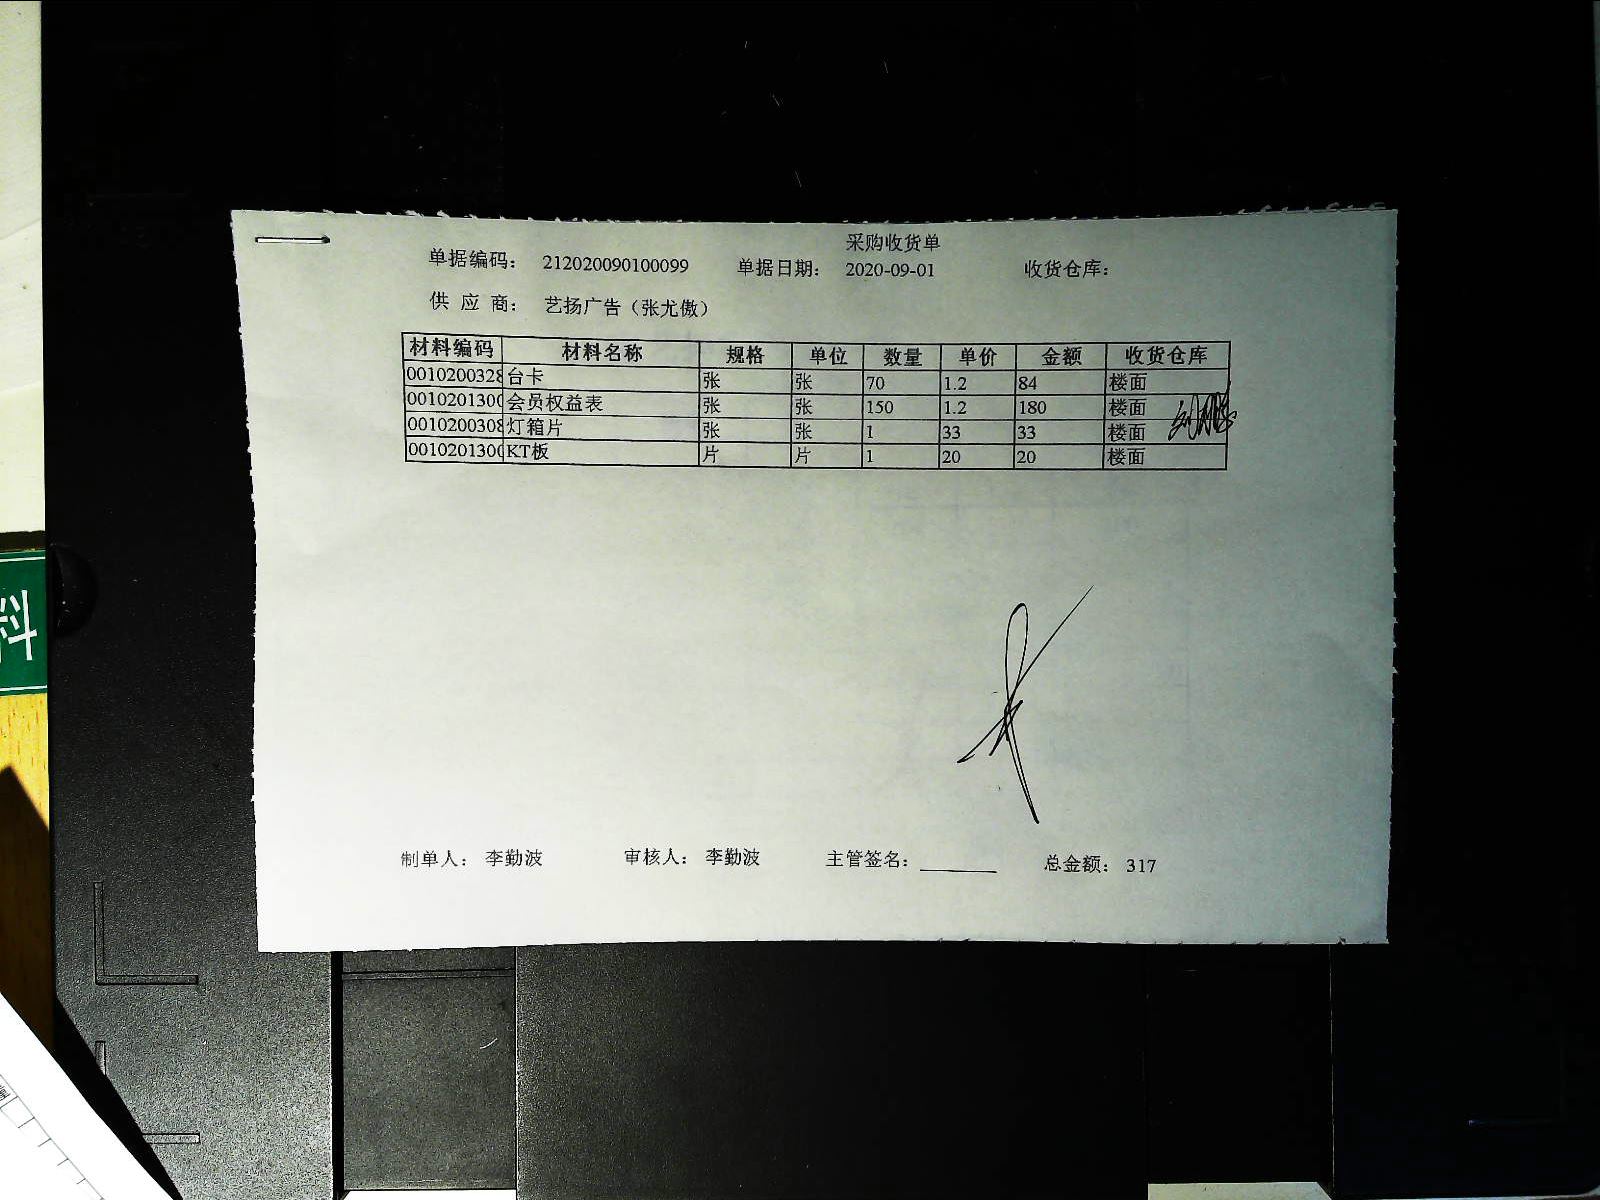 采购收货单
单据编码： 212020090100099 单据日期： 2020-09-01 收货仓库：
供 应 商： 艺扬广告（张尤傲）
材料编码 材料名称 规格 单位 数量 单价 金额 收货仓库
0010200328 台卡 张 张 70 1.2 84 楼面
001020130 会员权益表 张 张 150 1.2 180 楼面
0010200308 灯箱片 张 张 1 33 33 楼面
001020130 KT板 片 片 1 20 20 楼面
制单人： 李勤波 审核人： 李勤波 主管签名： 总金额： 317
料